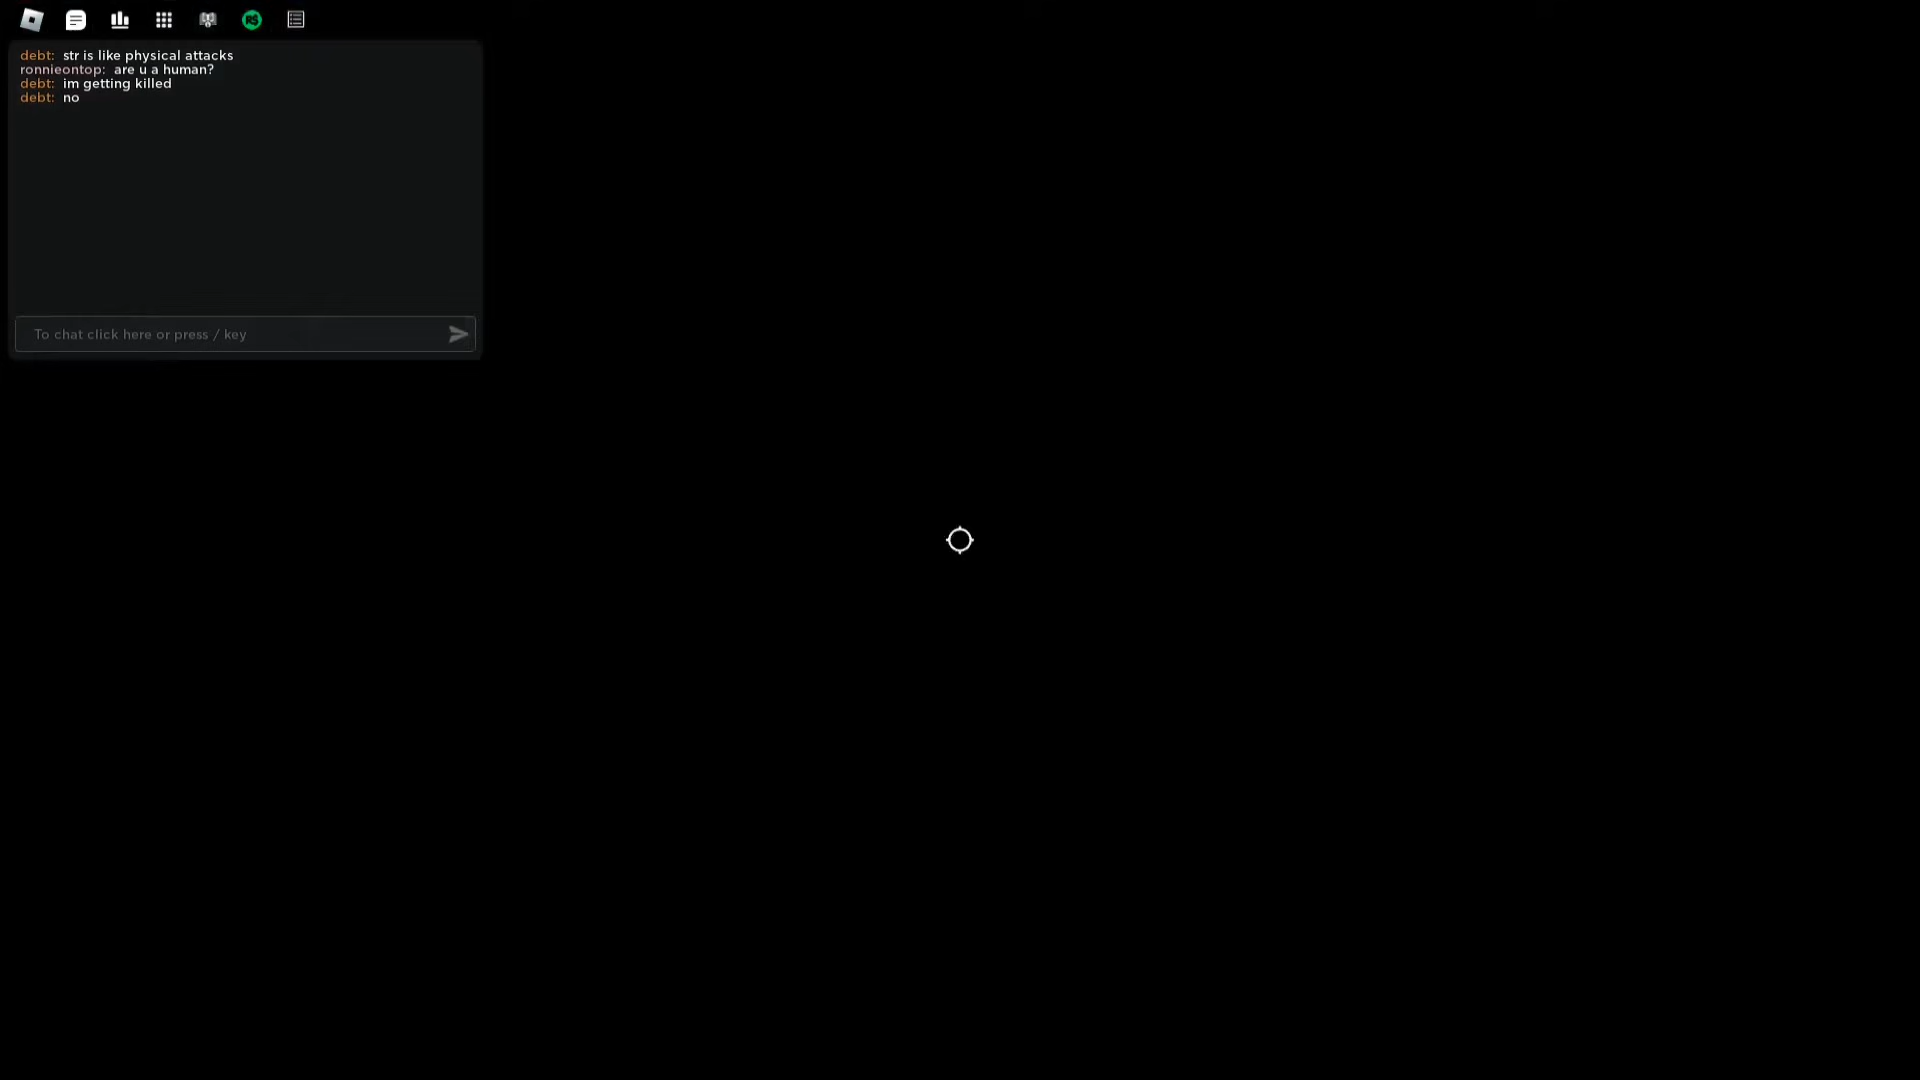 debt: str is like physical attacks
ronnieontop: are u a human?
debt: im getting killed
debt: no
To chat click here or press / key